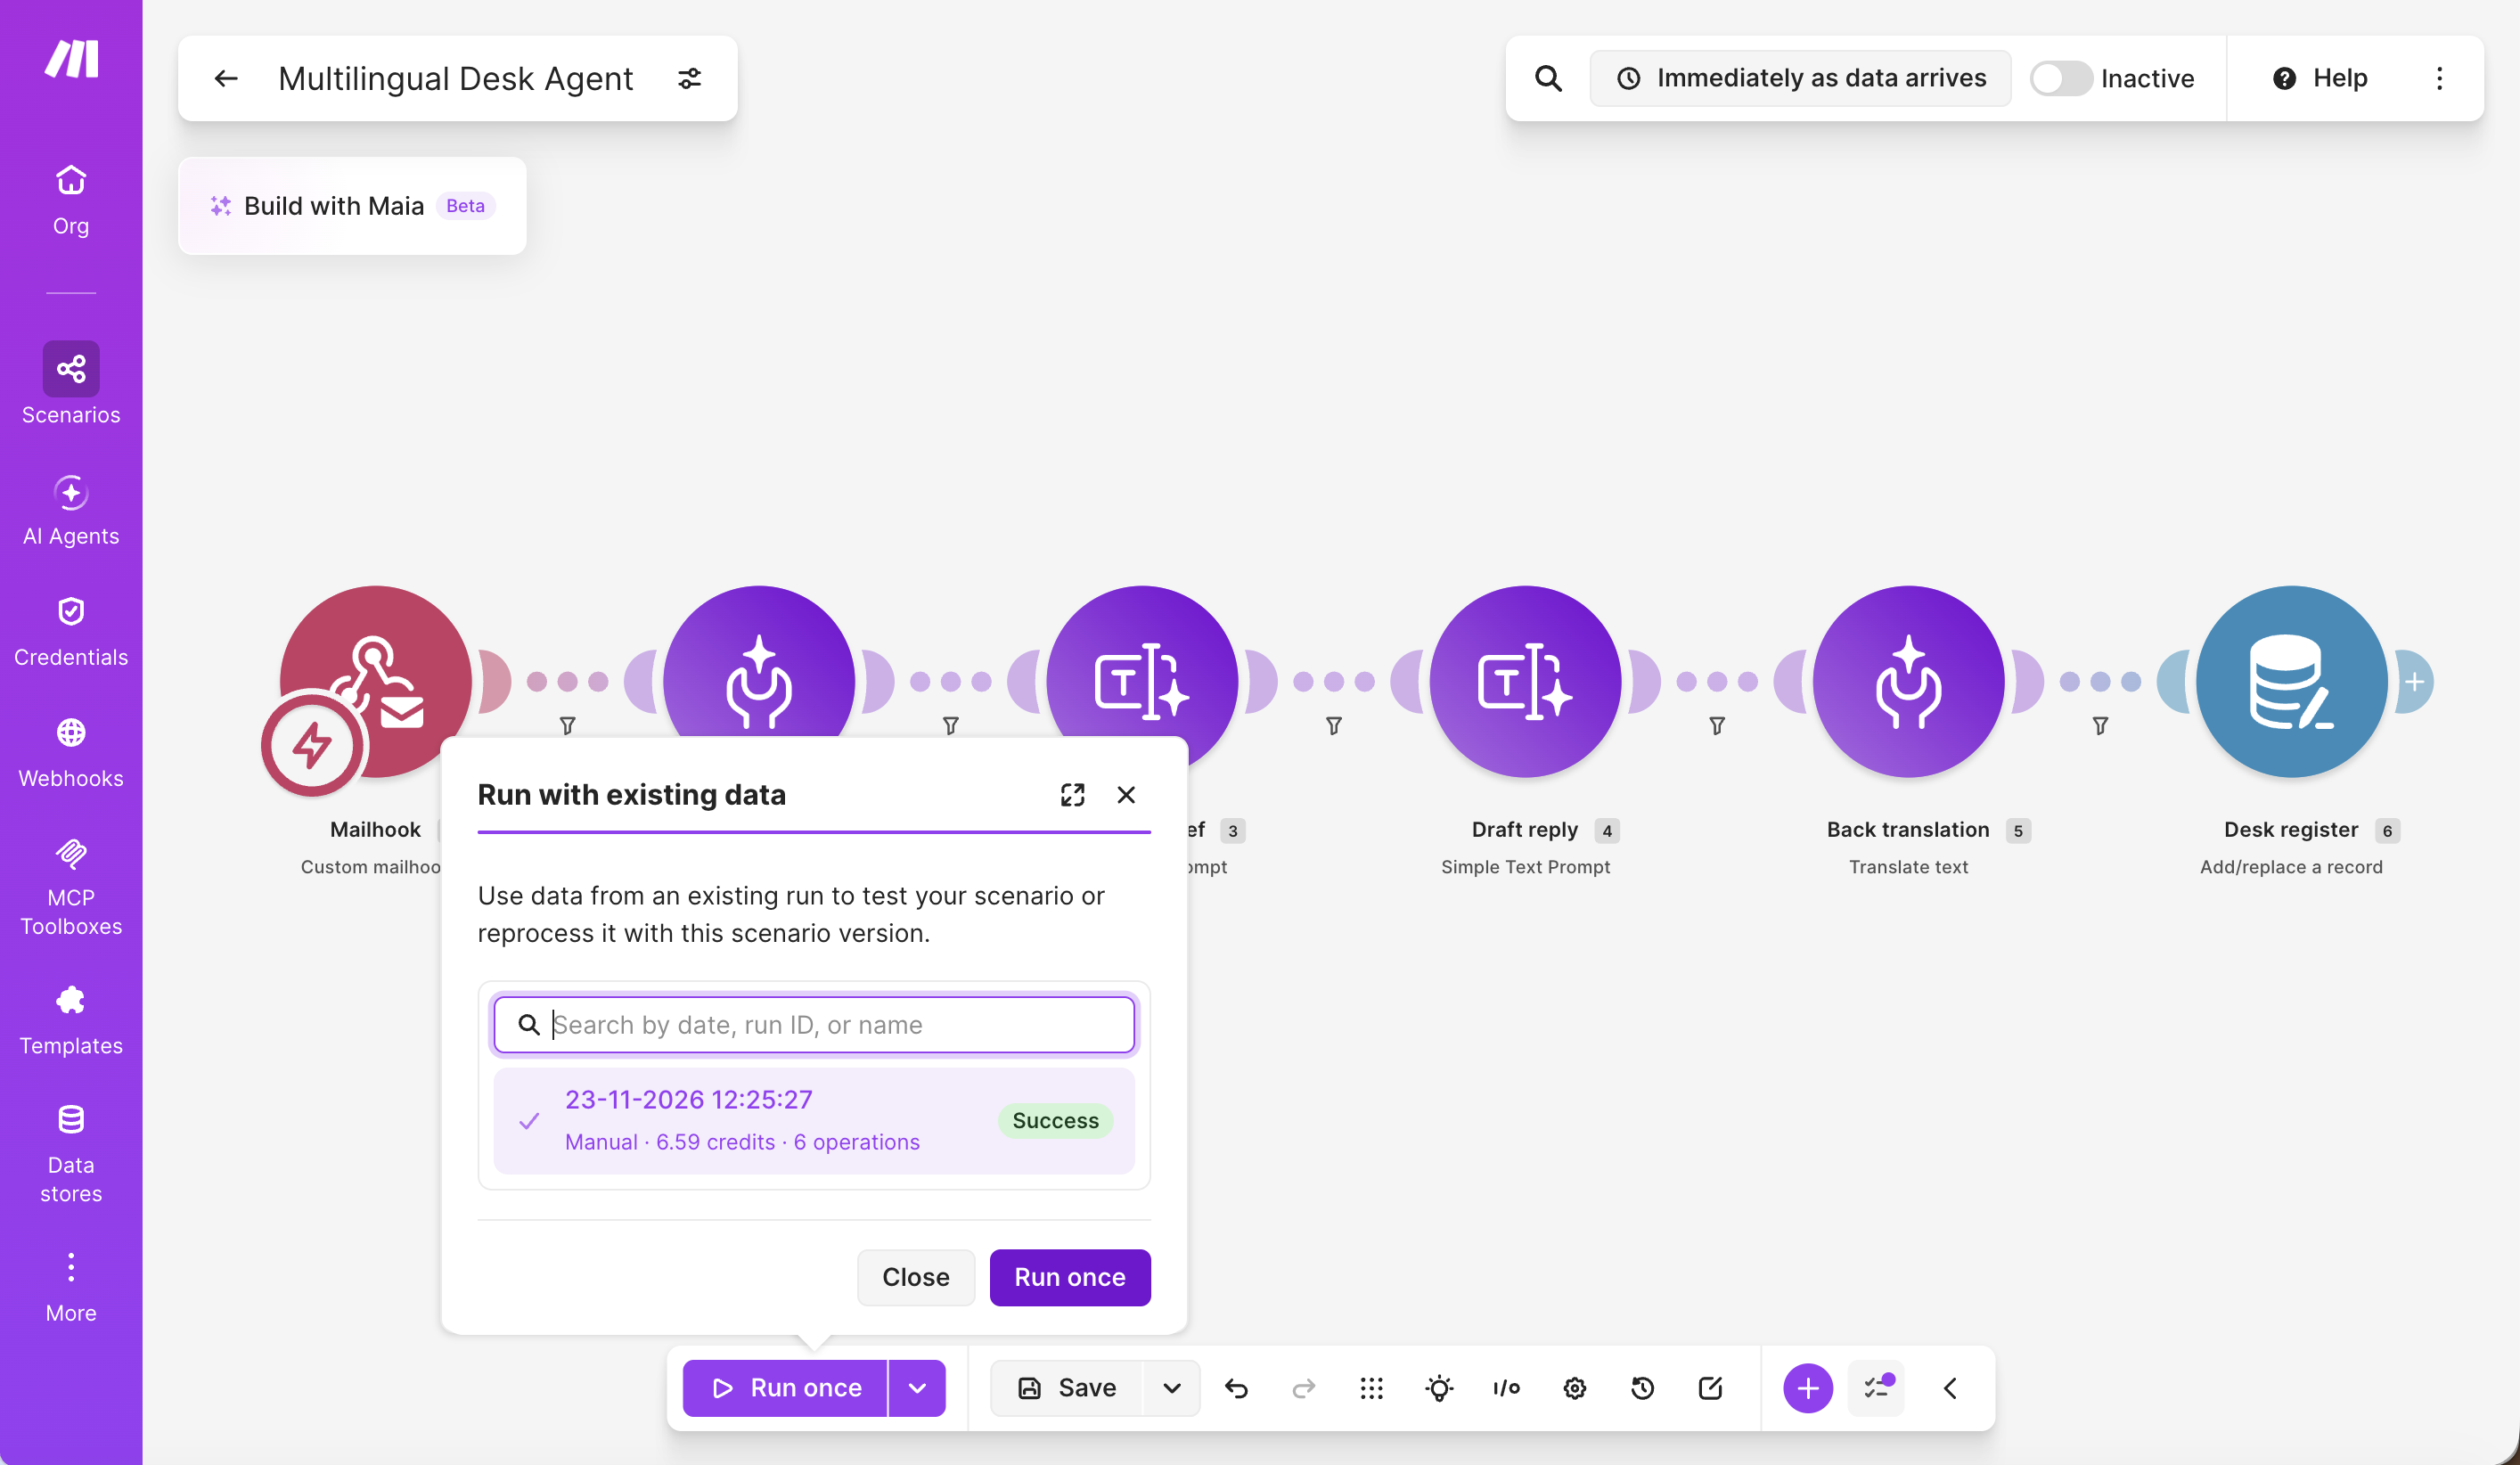 Multilingual Desk Agent
Immediately as data arrives
Inactive
Help
Build with Maia
Beta
Org
Scenarios
AI Agents
Credentials
Webhooks
MCP
Toolboxes
Templates
Data
stores
More
Mailhook
Custom mailhoo
ef 3
ompt
Draft reply 4
Simple Text Prompt
Back translation 5
Translate text
Desk register 6
Add/replace a record
Run with existing data
Use data from an existing run to test your scenario or
reprocess it with this scenario version.
Search by date, run ID, or name
23-11-2026 12:25:27
Manual · 6.59 credits · 6 operations
Success
Close
Run once
Run once
Save